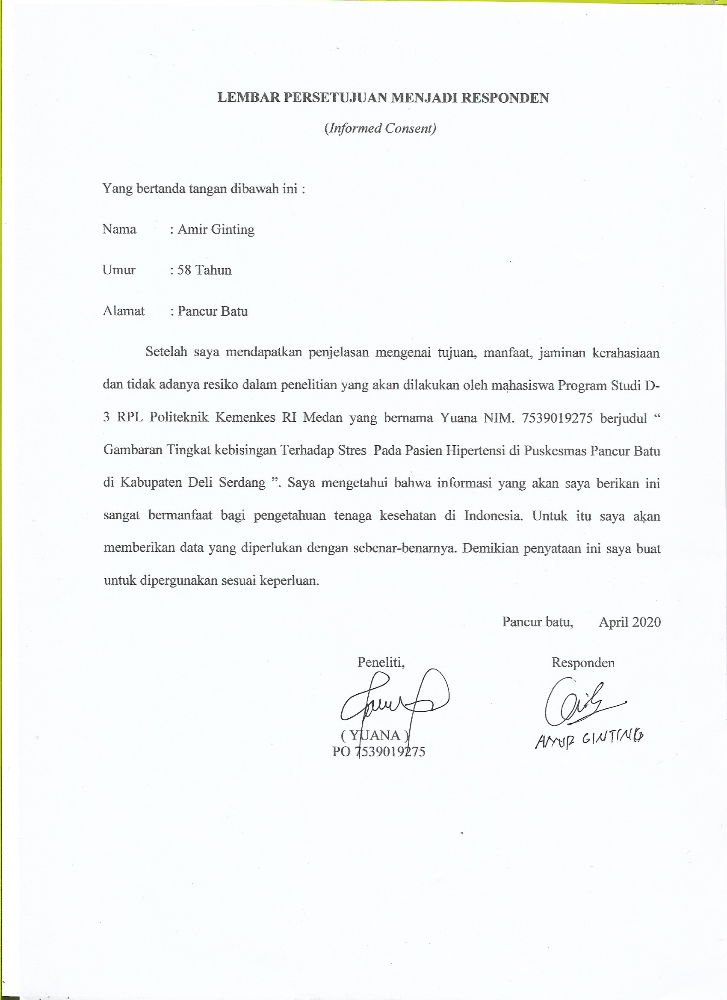 LEMBAR PERSETUJUAN MENJADI RESPONDEN
(Informed Consent)
Yang bertanda tangan dibawah ini :
Nama : Amir Ginting
Umur : 58 Tahun
Alamat : Pancur Batu
Setelah saya mendapatkan penjelasan mengenai tujuan, manfaat, jaminan kerahasiaan
dan tidak adanya resiko dalam penelitian yang akan dilakukan oleh mahasiswa Program Studi D-
3 RPL Politeknik Kemenkes RI Medan yang bernama Yuana NIM. 7539019275 berjudul “
Gambaran Tingkat kebisingan Terhadap Stres Pada Pasien Hipertensi di Puskesmas Pancur Batu
di Kabupaten Deli Serdang ”. Saya mengetahui bahwa informasi yang akan saya berikan ini
sangat bermanfaat bagi pengetahuan tenaga kesehatan di Indonesia. Untuk itu saya akan
memberikan data yang diperlukan dengan sebenar-benarnya. Demikian penyataan ini saya buat
untuk dipergunakan sesuai keperluan.
Pancur batu, April 2020
Peneliti, Responden
( YUANA ) AMIR GINTING
PO 7539019275